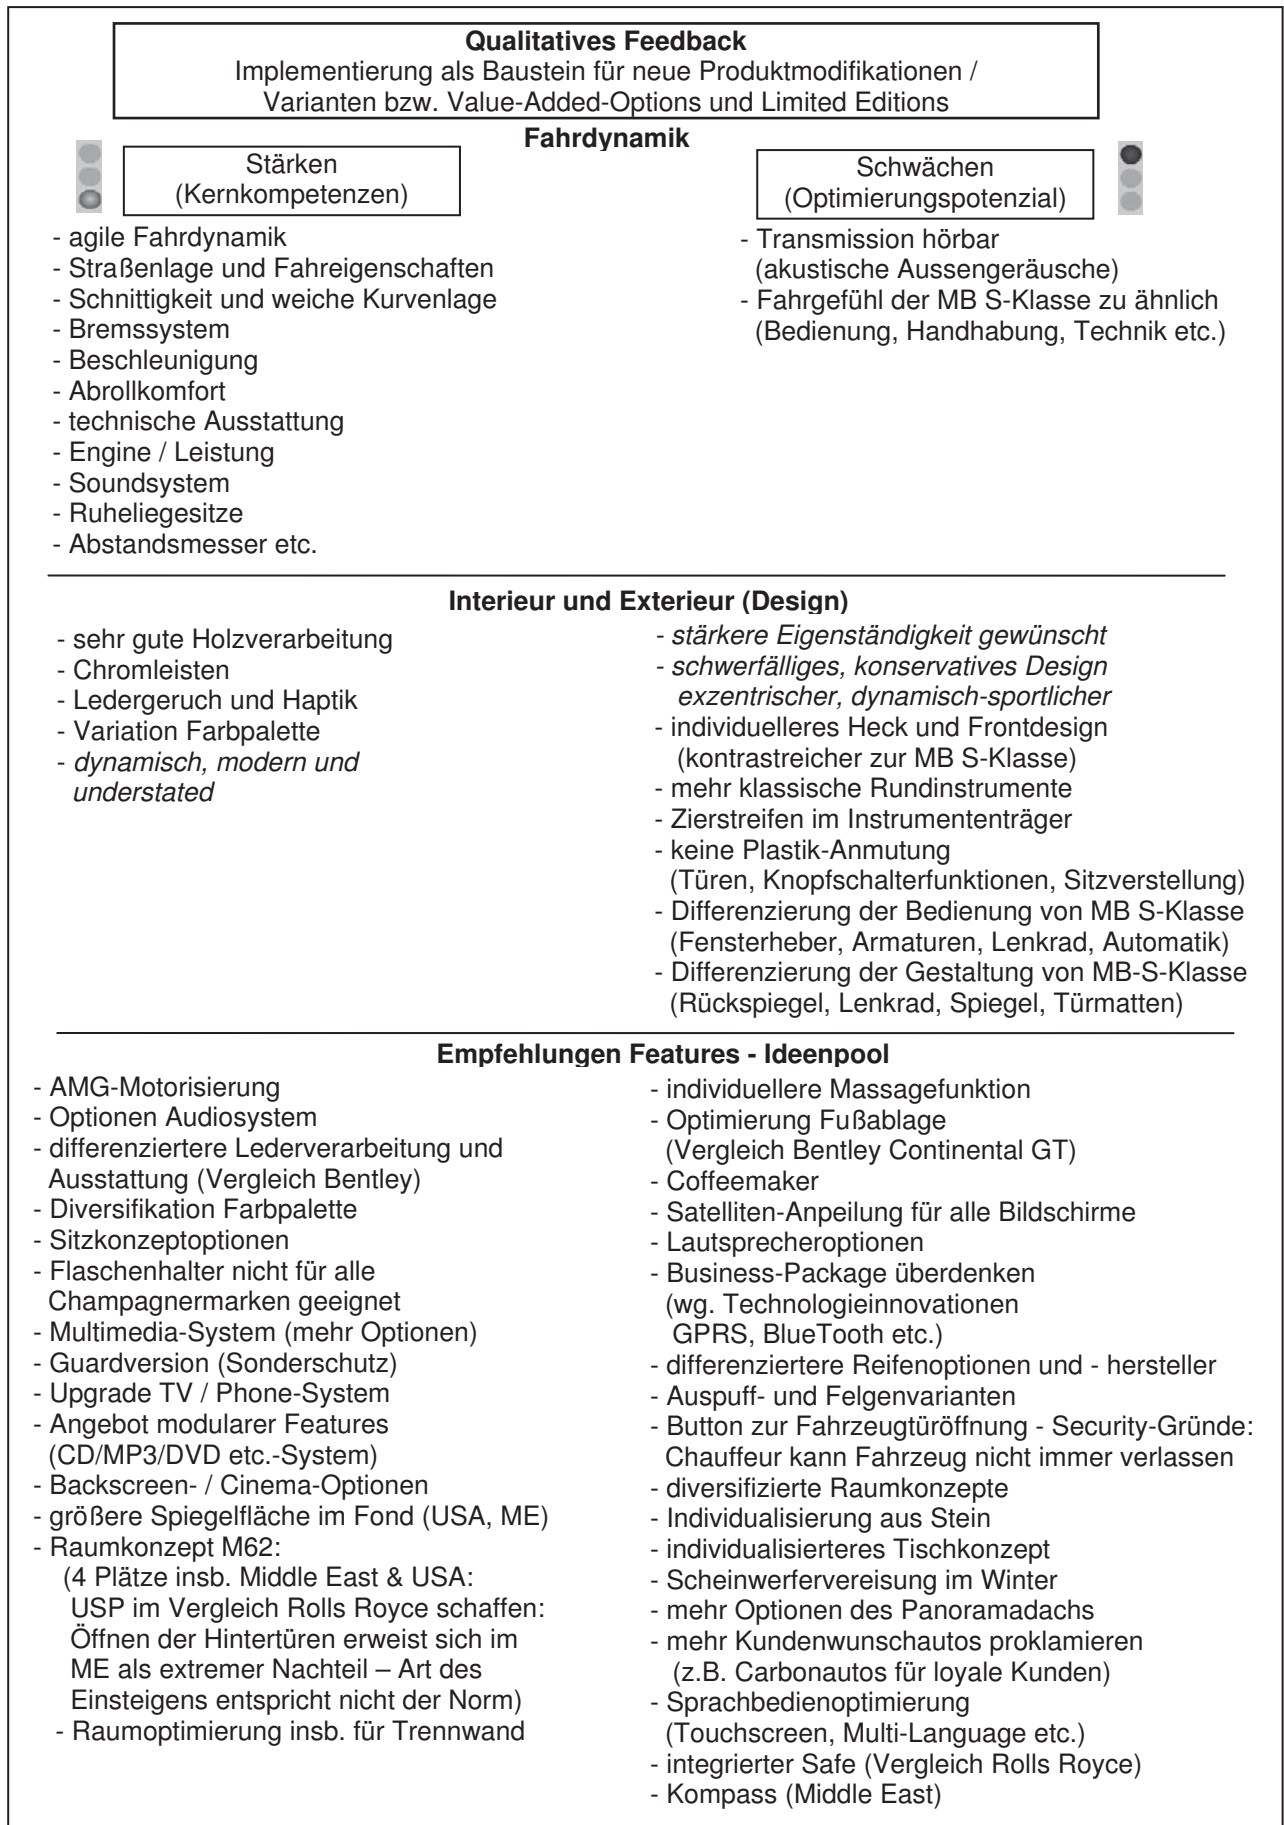 Qualitatives Feedback
Implementierung als Baustein für neue Produktmodifikationen /
Varianten bzw. Value-Added-Options und Limited Editions
Fahrdynamik
Stärken
(Kernkompetenzen)
- agile Fahrdynamik
- Straßenlage und Fahreigenschaften
- Schnittigkeit und weiche Kurvenlage
- Bremssystem
- Beschleunigung
- Abrollkomfort
- technische Ausstattung
- Engine / Leistung
- Soundsystem
- Ruheliegesitze
- Abstandsmesser etc.
Schwächen
(Optimierungspotenzial)
- Transmission hörbar
(akustische Aussengeräusche)
- Fahrgefühl der MB S-Klasse zu ähnlich
(Bedienung, Handhabung, Technik etc.)
Interieur und Exterieur (Design)
- sehr gute Holzverarbeitung
- Chromleisten
- Ledergeruch und Haptik
- Variation Farbpalette
- dynamisch, modern und
understated
- stärkere Eigenständigkeit gewünscht
- schwerfälliges, konservatives Design
exzentrischer, dynamisch-sportlicher
- individuelleres Heck und Frontdesign
(kontrastreicher zur MB S-Klasse)
- mehr klassische Rundinstrumente
- Zierstreifen im Instrumententräger
- keine Plastik-Anmutung
(Türen, Knopfschalterfunktionen, Sitzverstellung)
- Differenzierung der Bedienung von MB S-Klasse
(Fensterheber, Armaturen, Lenkrad, Automatik)
- Differenzierung der Gestaltung von MB-S-Klasse
(Rückspiegel, Lenkrad, Spiegel, Türmatten)
Empfehlungen Features - Ideenpool
- AMG-Motorisierung
- Optionen Audiosystem
- differenziertere Lederverarbeitung und
Ausstattung (Vergleich Bentley)
- Diversifikation Farbpalette
- Sitzkonzeptoptionen
- Flaschenhalter nicht für alle
Champagnermarken geeignet
- Multimedia-System (mehr Optionen)
- Guardversion (Sonderschutz)
- Upgrade TV / Phone-System
- Angebot modularer Features
(CD/MP3/DVD etc.-System)
- Backscreen- / Cinema-Optionen
- größere Spiegelfläche im Fond (USA, ME)
- Raumkonzept M62:
(4 Plätze insb. Middle East & USA:
USP im Vergleich Rolls Royce schaffen:
Öffnen der Hintertüren erweist sich im
ME als extremer Nachteil – Art des
Einsteigens entspricht nicht der Norm)
- Raumoptimierung insb. für Trennwand
- individuellere Massagefunktion
- Optimierung Fußablage
(Vergleich Bentley Continental GT)
- Coffeemaker
- Satelliten-Anpeilung für alle Bildschirme
- Lautsprecheroptionen
- Business-Package überdenken
(wg. Technologieinnovationen
GPRS, BlueTooth etc.)
- differenziertere Reifenoptionen und - hersteller
- Auspuff- und Felgenvarianten
- Button zur Fahrzeugtüröffnung - Security-Gründe:
Chauffeur kann Fahrzeug nicht immer verlassen
- diversifizierte Raumkonzepte
- Individualisierung aus Stein
- individualisierteres Tischkonzept
- Scheinwerfervereisung im Winter
- mehr Optionen des Panoramadachs
- mehr Kundenwunschautos proklamieren
(z.B. Carbonautos für loyale Kunden)
- Sprachbedienoptimierung
(Touchscreen, Multi-Language etc.)
- integrierter Safe (Vergleich Rolls Royce)
- Kompass (Middle East)